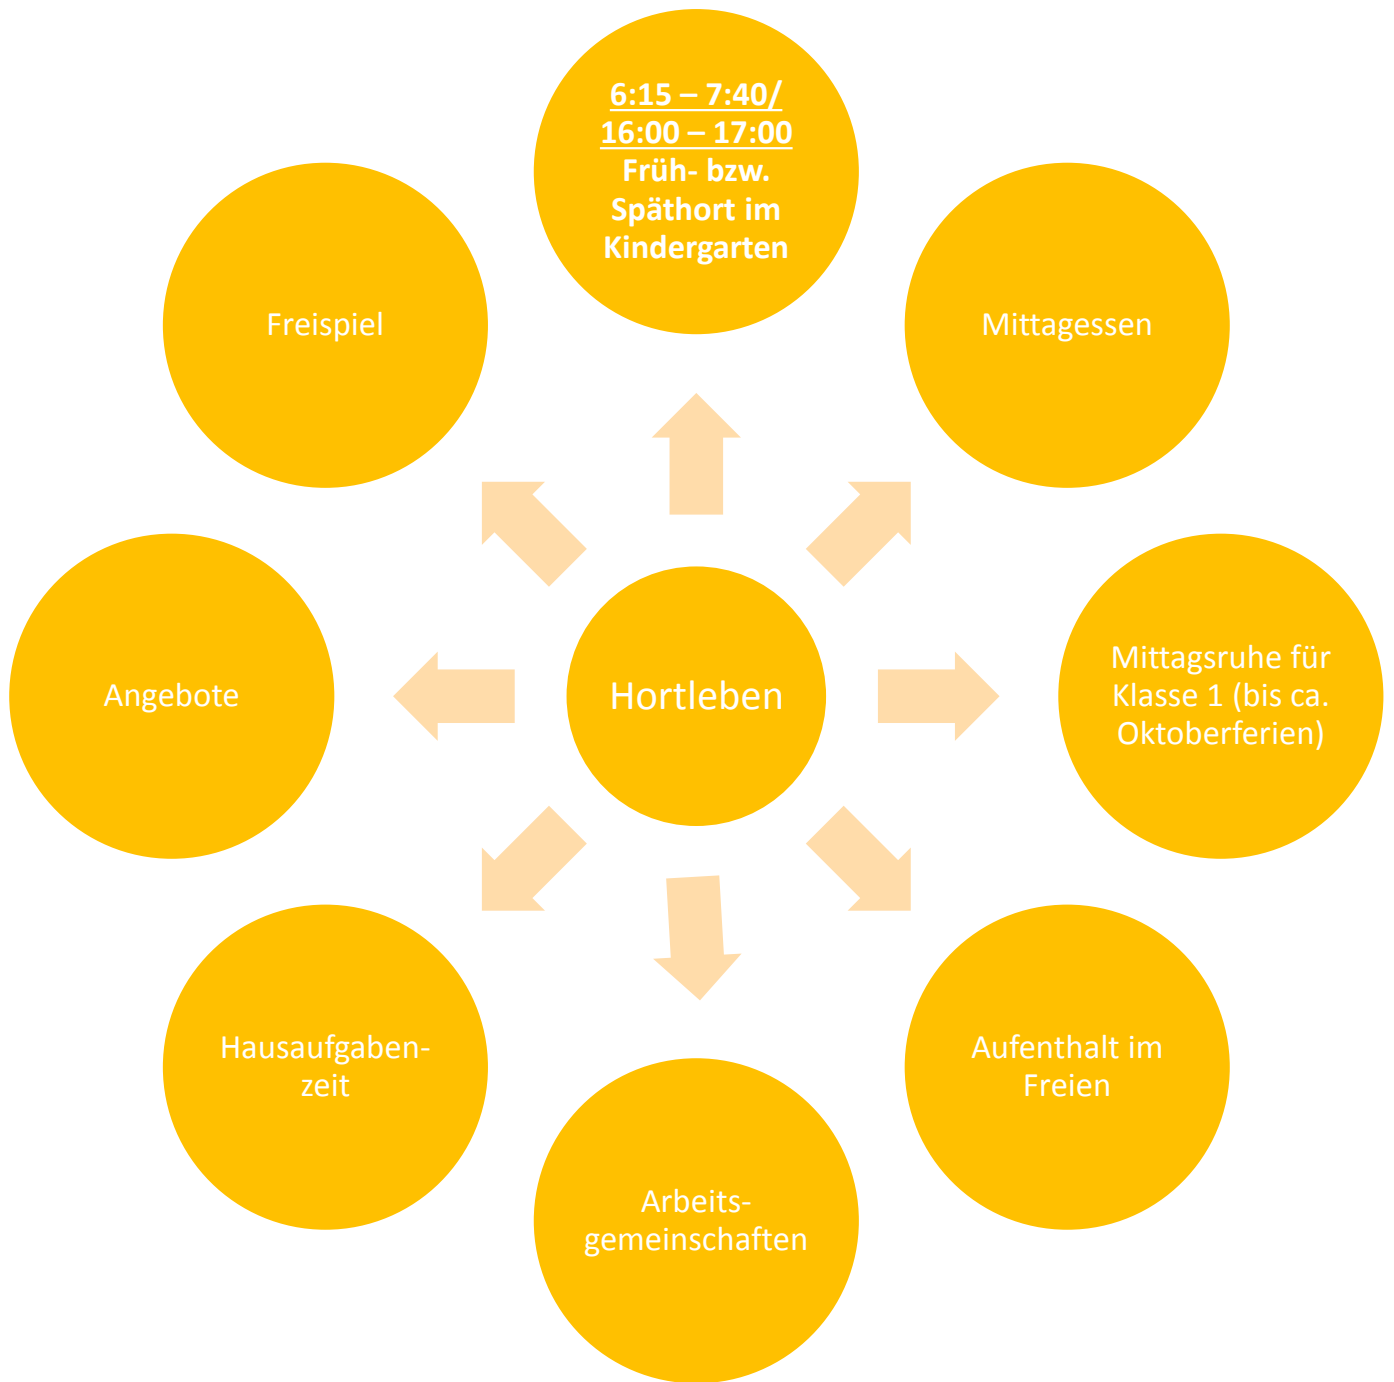 6:15 – 7:40/
16:00 – 17:00
Früh- bzw.
Späthort im
Kindergarten
Freispiel
Mittagessen
Angebote
Hortleben
Mittagsruhe für
Klasse 1 (bis ca.
Oktoberferien)
Hausaufgaben-
zeit
Aufenthalt im
Freien
Arbeits-
gemeinschaften